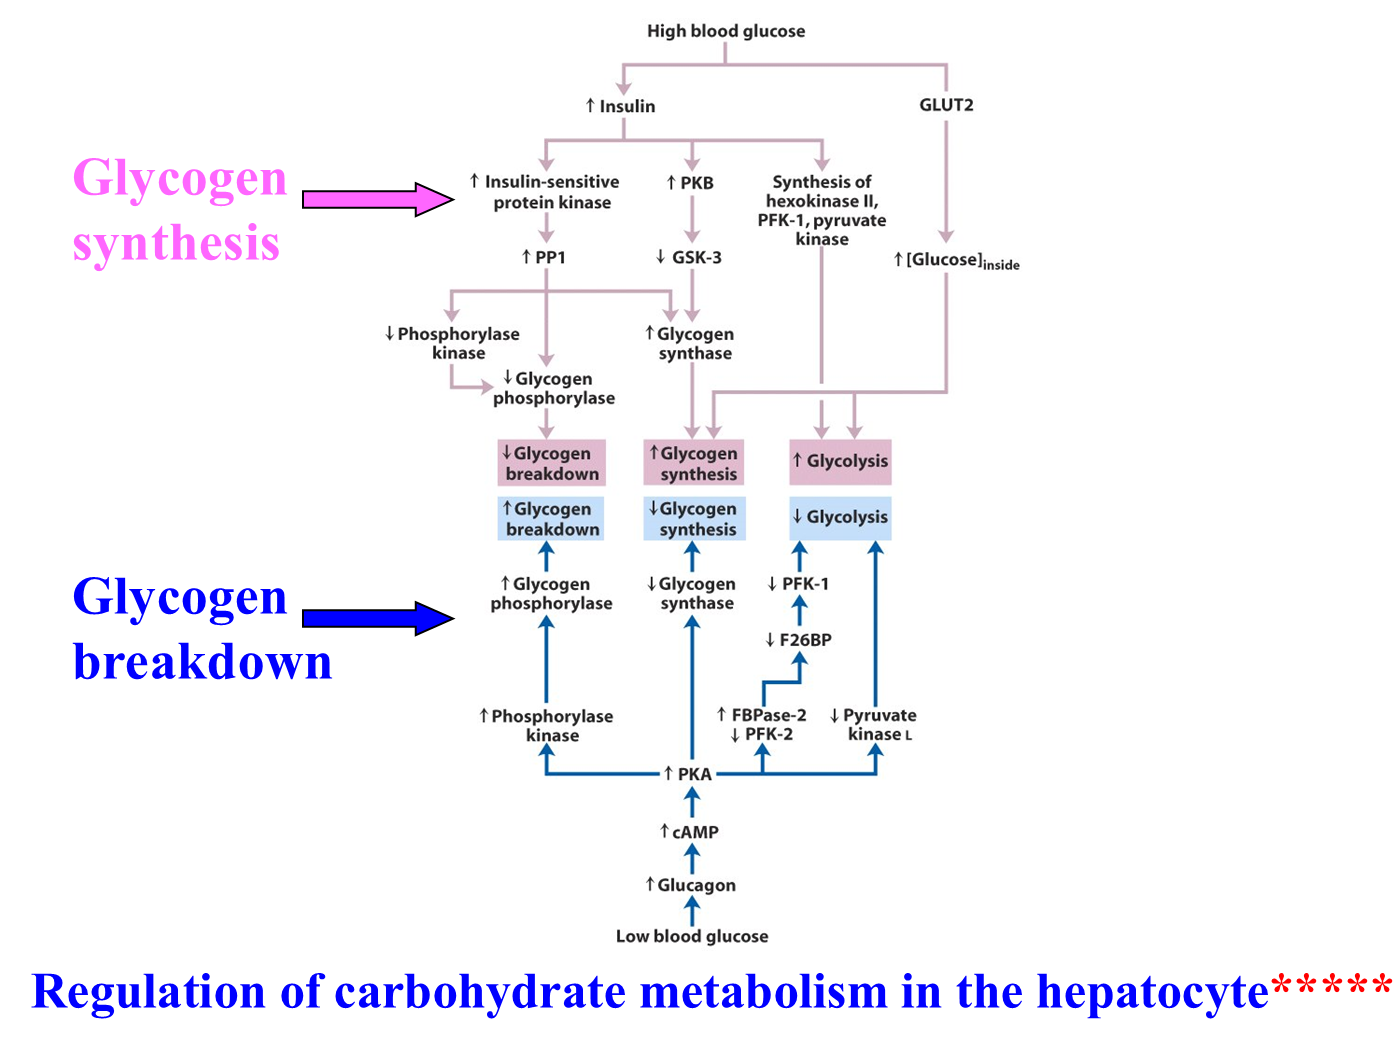 High blood glucose
↑ Insulin
GLUT2
Glycogen
synthesis
↑ Insulin-sensitive
protein kinase
↑ PKB
Synthesis of
hexokinase II,
PFK-1, pyruvate
kinase
↑ PP1
↓ GSK-3
↑ [Glucose]inside
↓ Phosphorylase
kinase
↑ Glycogen
synthase
↓ Glycogen
phosphorylase
↓ Glycogen
breakdown
↑ Glycogen
synthesis
↑ Glycolysis
↑ Glycogen
breakdown
↓ Glycogen
synthesis
↓ Glycolysis
Glycogen
breakdown
↑ Glycogen
phosphorylase
↓ Glycogen
synthase
↓ PFK-1
↓ F26BP
↑ Phosphorylase
kinase
↑ FBPase-2
↓ PFK-2
↓ Pyruvate
kinase L
↑ PKA
↑ cAMP
↑ Glucagon
Low blood glucose
Regulation of carbohydrate metabolism in the hepatocyte*****